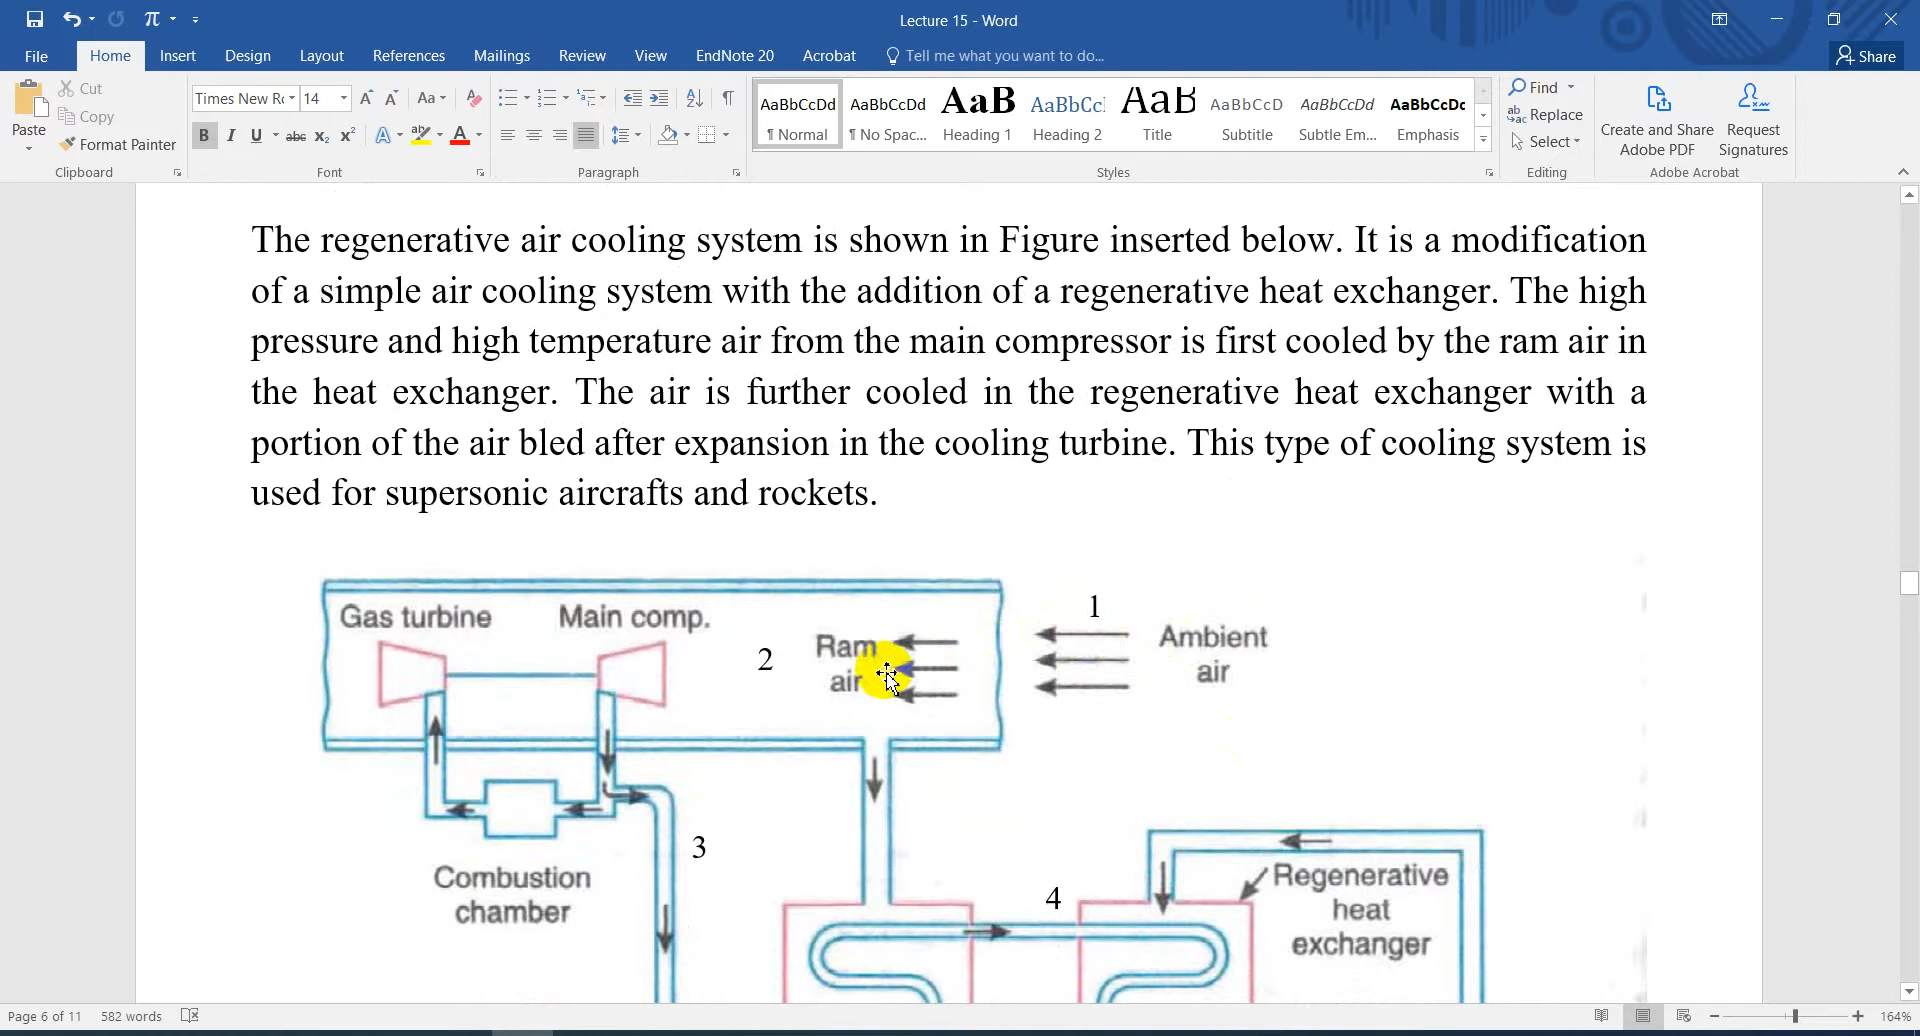 Lecture 15 - Word
File Home Insert Design Layout References Mailings Review View EndNote 20 Acrobat Tell me what you want to do... Share
Paste
Cut
Copy
Format Painter
Clipboard
Times New Rc 14
Font
Paragraph
AaBbCcDd AaBbCcDd AaB AaBbCc AaB AaBbCcD AaBbCcDd AaBbCcDc
¶ Normal ¶ No Spac... Heading 1 Heading 2 Title Subtitle Subtle Em... Emphasis
Styles
Find
Replace
Select
Editing
Create and Share Adobe PDF
Request Signatures
Adobe Acrobat
The regenerative air cooling system is shown in Figure inserted below. It is a modification
of a simple air cooling system with the addition of a regenerative heat exchanger. The high
pressure and high temperature air from the main compressor is first cooled by the ram air in
the heat exchanger. The air is further cooled in the regenerative heat exchanger with a
portion of the air bled after expansion in the cooling turbine. This type of cooling system is
used for supersonic aircrafts and rockets.
Gas turbine
Main comp.
2
Ram
air
1
Ambient
air
3
Combustion
chamber
4
Regenerative
heat
exchanger
Page 6 of 11 582 words 164%